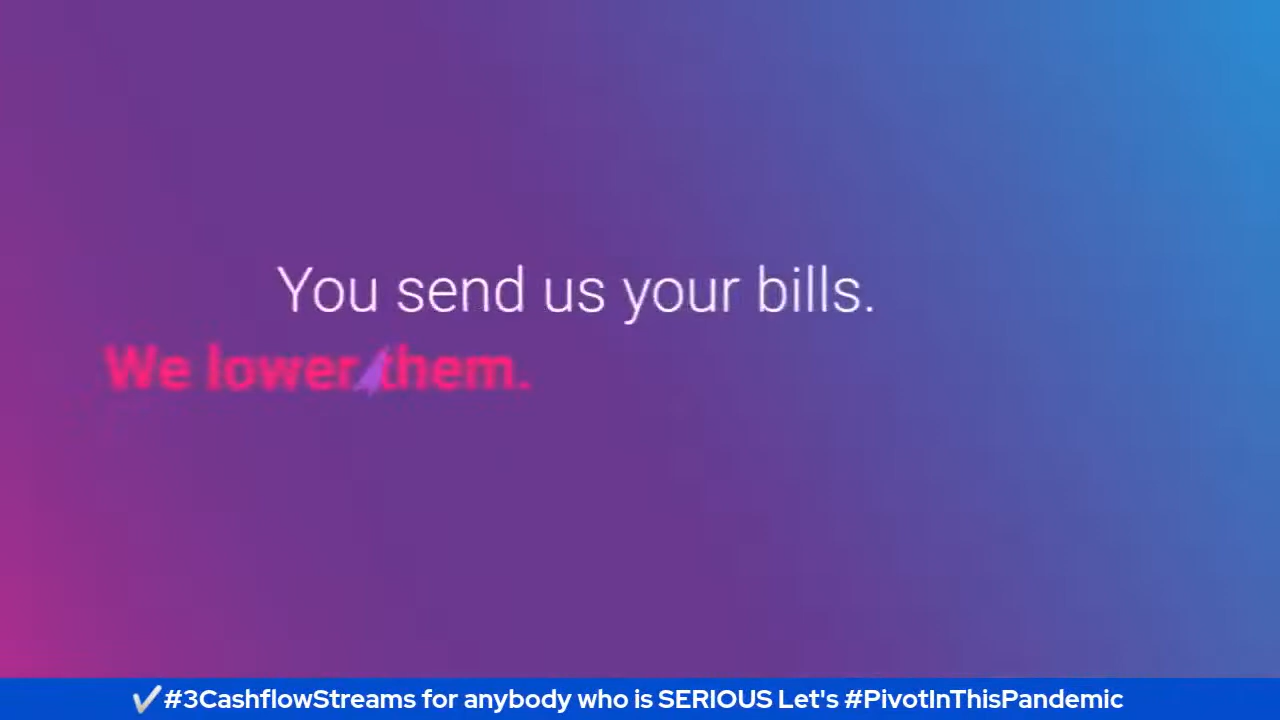 You send us your bills.
We lower them.
✔️#3CashflowStreams for anybody who is SERIOUS Let's #PivotInThisPandemic